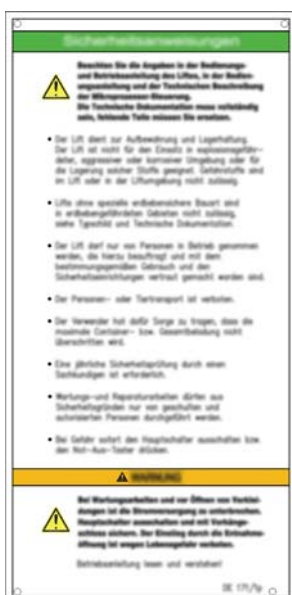 Sicherheitsanweisungen
Beachten Sie die Angaben in der Bedienungs-
und Betriebsanleitung des Liftes, in der Bedien-
ungsanleitung und der Technischen Beschreibung
der Mikroprozessor-Steuerung.
Die Technische Dokumentation muss vollständig
sein, fehlende Teile müssen Sie ersetzen.
• Der Lift dient zur Aufbewahrung und Lagerhaltung.
Der Lift ist nicht für den Einsatz in explosionsgefähr-
deter, aggressiver oder korrosiver Umgebung oder für
die Lagerung solcher Stoffe geeignet. Gefahrstoffe sind
im Lift oder in der Liftumgebung nicht zulässig.
• Lifte ohne spezielle erdbebensichere Bauart sind
in erdbebengefährdeten Gebieten nicht zulässig,
siehe Typschild und Technische Dokumentation.
• Der Lift darf nur von Personen in Betrieb genommen
werden, die hierzu beauftragt und mit dem
bestimmungsgemäßen Gebrauch und den
Sicherheitseinrichtungen vertraut gemacht worden sind.
• Der Personen- oder Tiertransport ist verboten.
• Der Verwender hat dafür Sorge zu tragen, dass die
maximale Container- bzw. Gesamtbeladung nicht
überschritten wird.
• Eine jährliche Sicherheitsprüfung durch einen
Sachkundigen ist erforderlich.
• Wartungs- und Reparaturarbeiten dürfen aus
Sicherheitsgründen nur von geschulten und
autorisierten Personen durchgeführt werden.
• Bei Gefahr sofort den Hauptschalter ausschalten bzw.
den Not-Aus-Taster drücken.
WARNUNG
Bei Wartungsarbeiten und vor Öffnen von Verklei-
dungen ist die Stromversorgung zu unterbrechen.
Hauptschalter ausschalten und mit Vorhänge-
schloss sichern. Der Einstieg durch die Entnahme-
öffnung ist wegen Lebensgefahr verboten.
Betriebsanleitung lesen und verstehen!